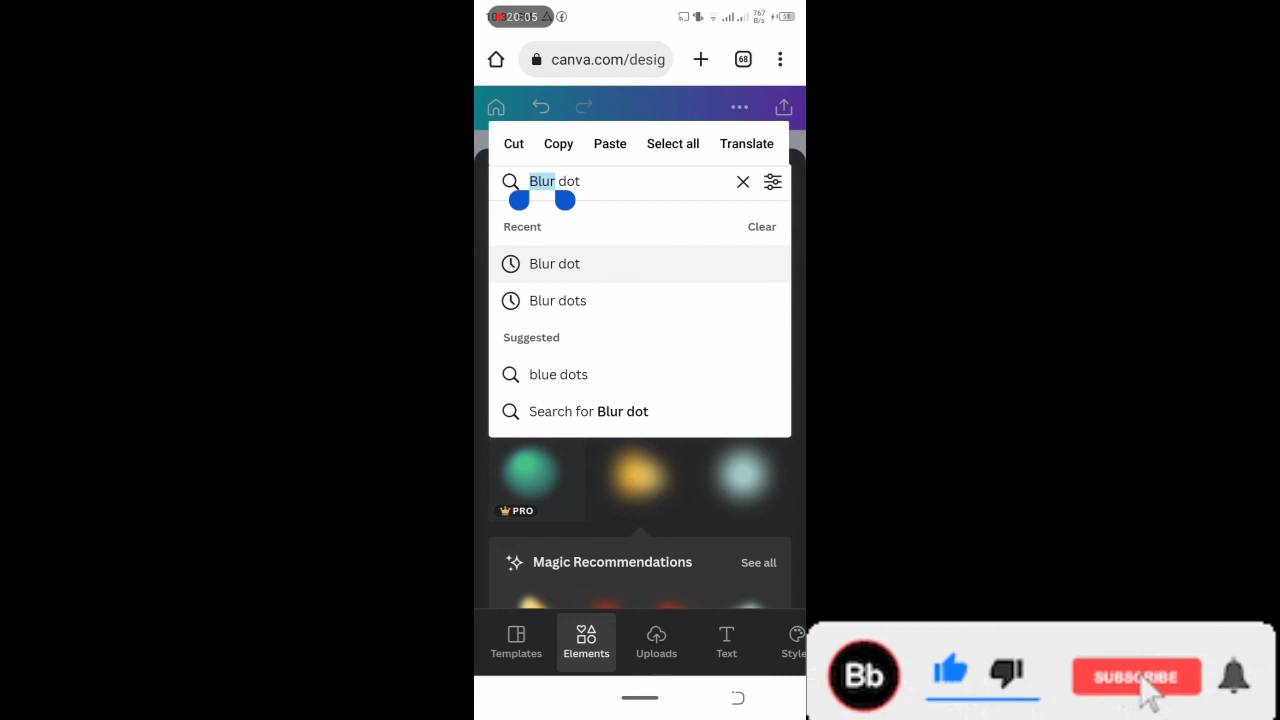 20:05
767
B/s
canva.com/desig
68
Cut Copy Paste Select all Translate
Blur dot
Recent Clear
Blur dot
Blur dots
Suggested
blue dots
Search for Blur dot
PRO
Magic Recommendations See all
Templates Elements Uploads Text Style
Bb SUBSCRIBE